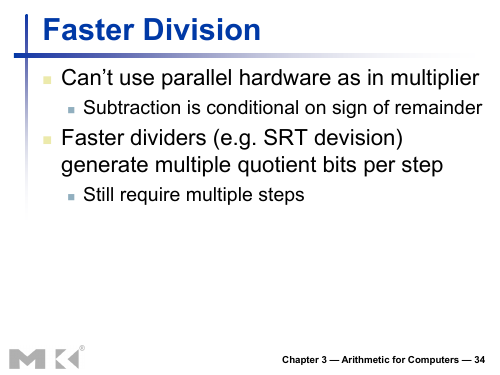 Faster Division
Can’t use parallel hardware as in multiplier
Subtraction is conditional on sign of remainder
Faster dividers (e.g. SRT devision)
generate multiple quotient bits per step
Still require multiple steps
MK®
Chapter 3 — Arithmetic for Computers — 34